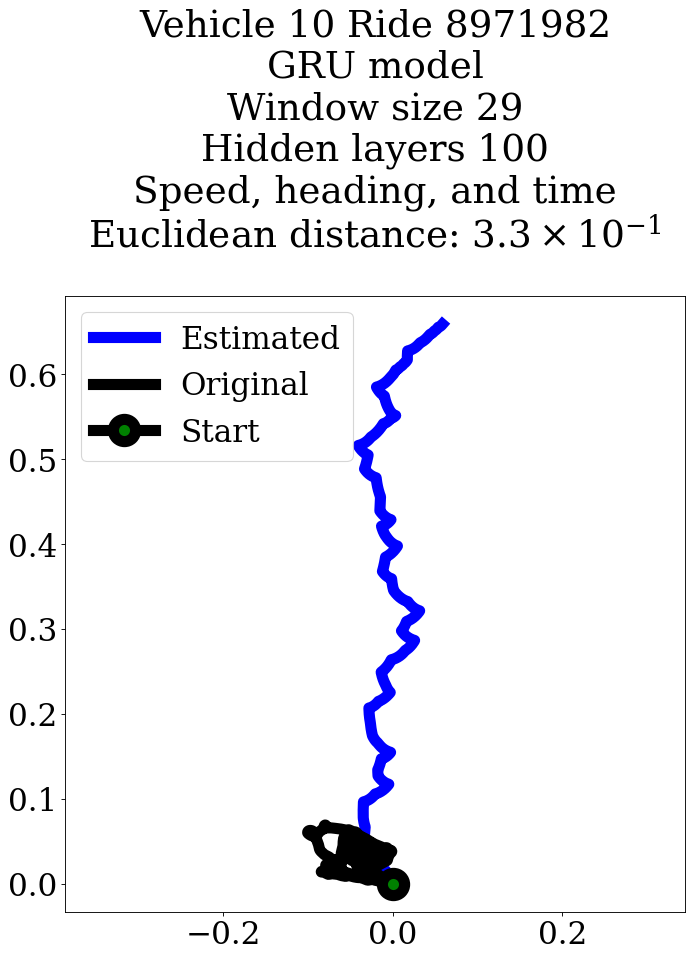 Vehicle 10 Ride 8971982
GRU model
Window size 29
Hidden layers 100
Speed, heading, and time
Euclidean distance: 3.3 × 10⁻¹
Estimated
Original
Start
0.6
0.5
0.4
0.3
0.2
0.1
0.0
−0.2 0.0 0.2